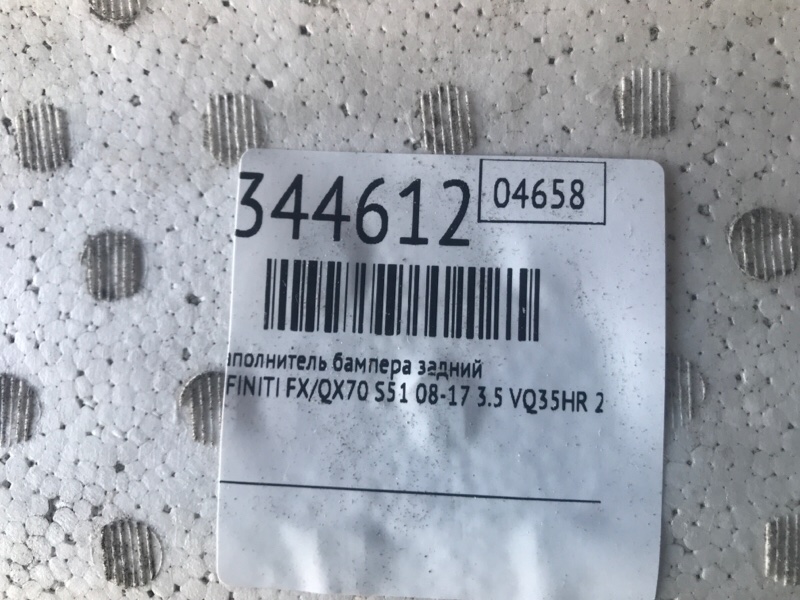 344612
04658
аполнитель бампера задний
FINITI FX/QX70 S51 08-17 3.5 VQ35HR 2